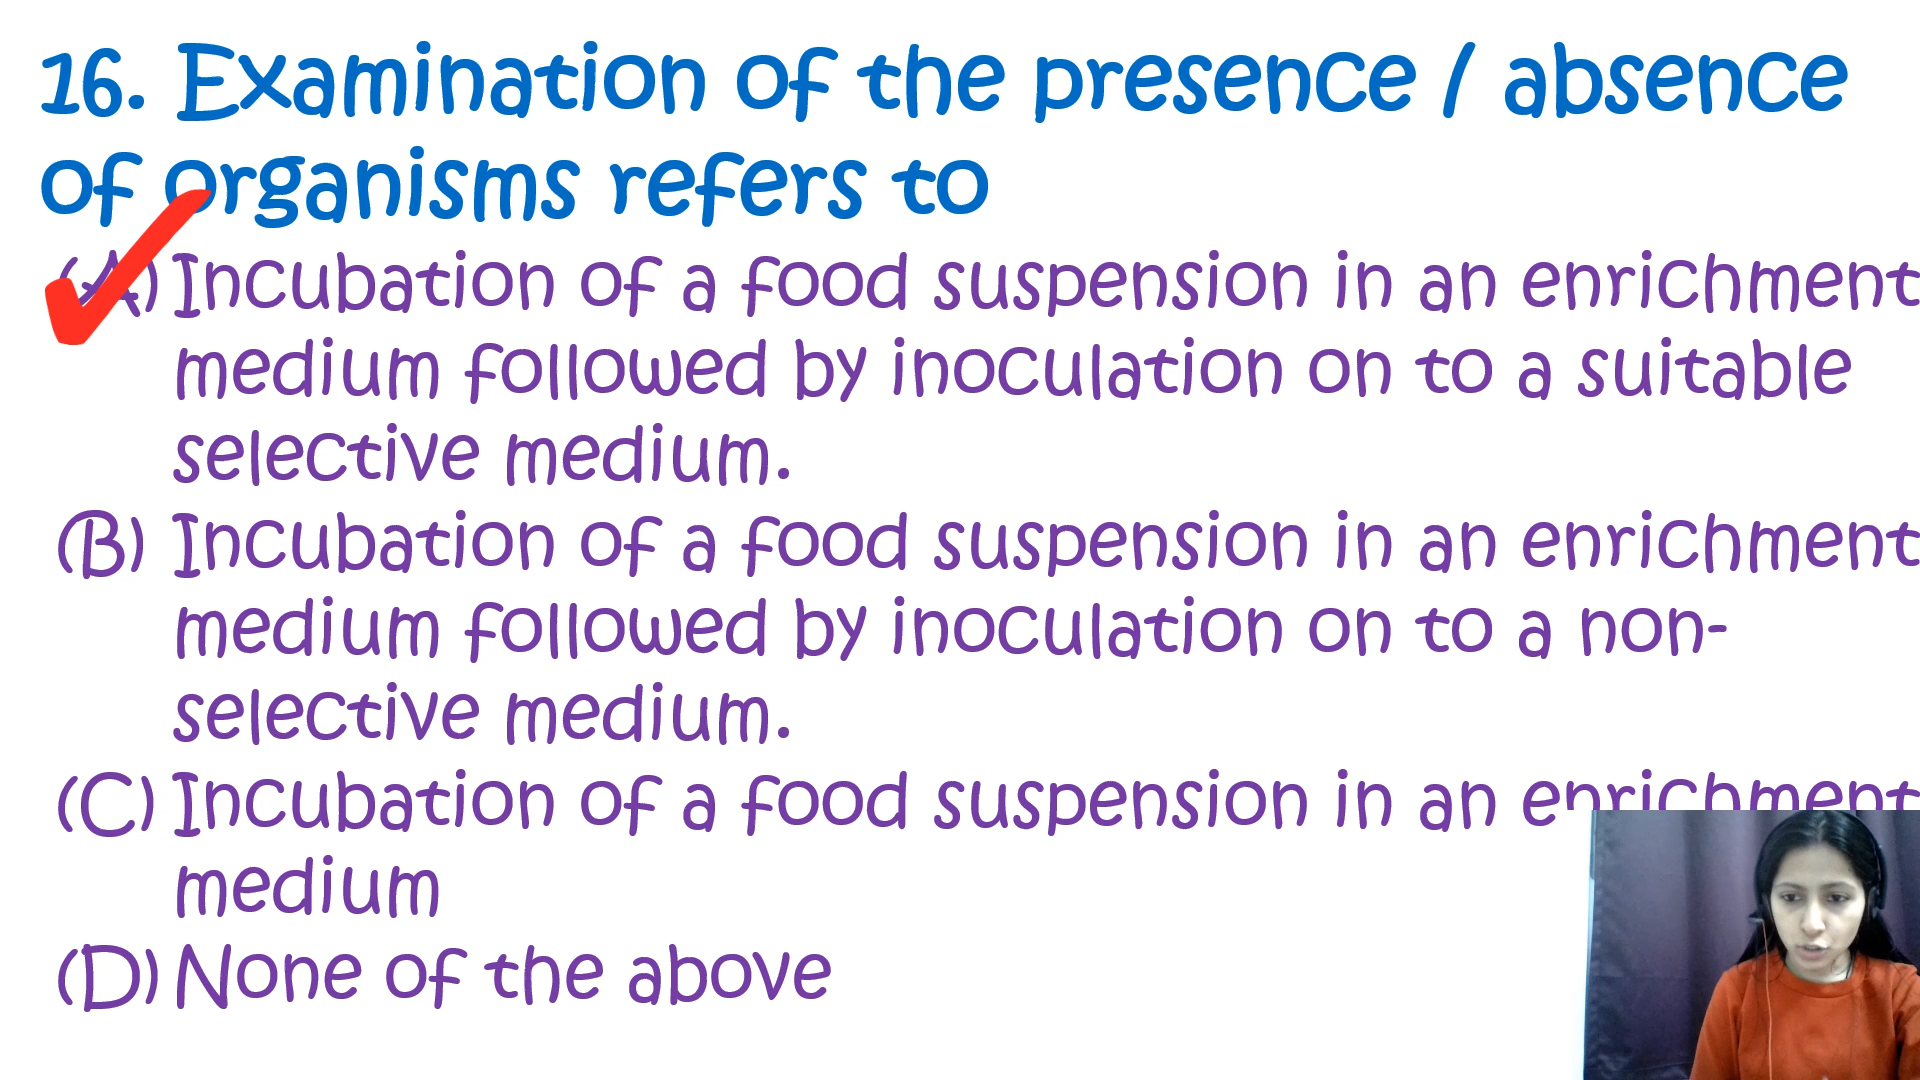 16. Examination of the presence / absence
of organisms refers to
(A) Incubation of a food suspension in an enrichment
medium followed by inoculation on to a suitable
selective medium.
(B) Incubation of a food suspension in an enrichment
medium followed by inoculation on to a non-
selective medium.
(C) Incubation of a food suspension in an enrichment
medium
(D) None of the above